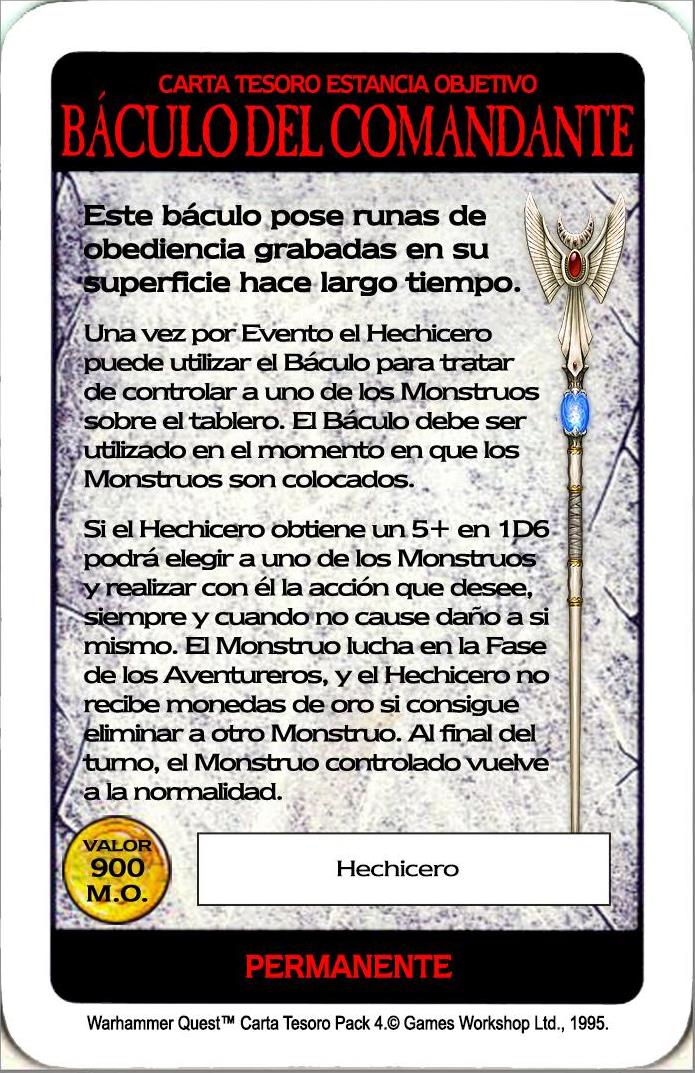 CARTA TESORO ESTANCIA OBJETIVO
BÁCULO DEL COMANDANTE
Este báculo pose runas de
obediencia grabadas en su
superficie hace largo tiempo.
Una vez por Evento el Hechicero
puede utilizar el Báculo para tratar
de controlar a uno de los Monstruos
sobre el tablero. El Báculo debe ser
utilizado en el momento en que los
Monstruos son colocados.
Si el Hechicero obtiene un 5+ en 1D6
podrá elegir a uno de los Monstruos
y realizar con él la acción que desee,
siempre y cuando no cause daño a si
mismo. El Monstruo lucha en la Fase
de los Aventureros, y el Hechicero no
recibe monedas de oro si consigue
eliminar a otro Monstruo. Al final del
turno, el Monstruo controlado vuelve
a la normalidad.
VALOR
900
M.O.
Hechicero
PERMANENTE
Warhammer Quest™ Carta Tesoro Pack 4.© Games Workshop Ltd., 1995.